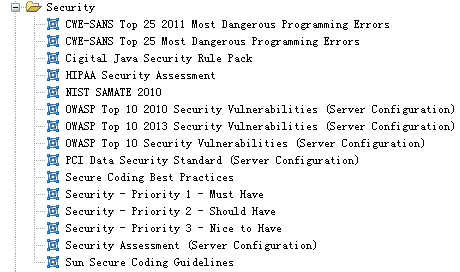 Security
CWE-SANS Top 25 2011 Most Dangerous Programming Errors
CWE-SANS Top 25 Most Dangerous Programming Errors
Cigital Java Security Rule Pack
HIPAA Security Assessment
NIST SAMATE 2010
OWASP Top 10 2010 Security Vulnerabilities (Server Configuration)
OWASP Top 10 2013 Security Vulnerabilities (Server Configuration)
OWASP Top 10 Security Vulnerabilities (Server Configuration)
PCI Data Security Standard (Server Configuration)
Secure Coding Best Practices
Security - Priority 1 - Must Have
Security - Priority 2 - Should Have
Security - Priority 3 - Nice to Have
Security Assessment (Server Configuration)
Sun Secure Coding Guidelines